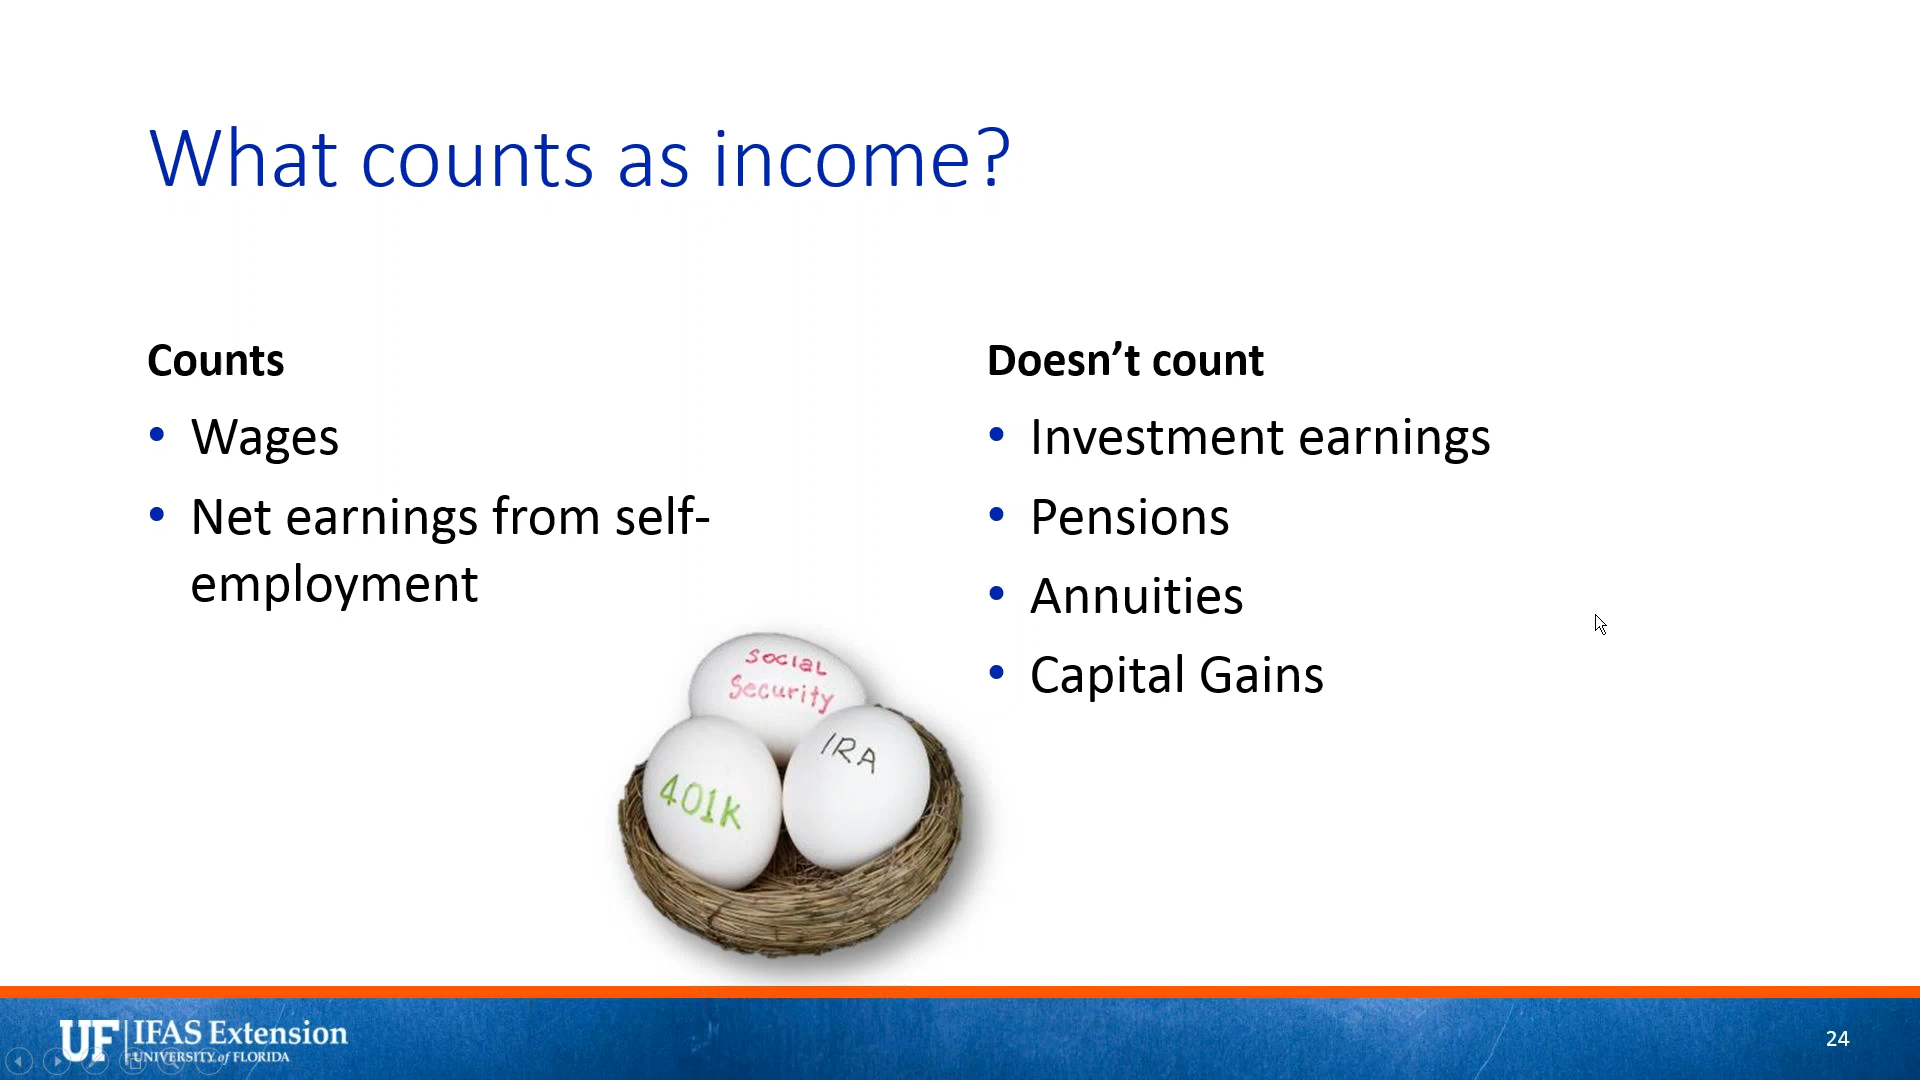 What counts as income?
Counts
• Wages
• Net earnings from self-
employment
Doesn’t count
• Investment earnings
• Pensions
• Annuities
• Capital Gains
Social
Security
401K
IRA
UF IFAS Extension
UNIVERSITY of FLORIDA
24